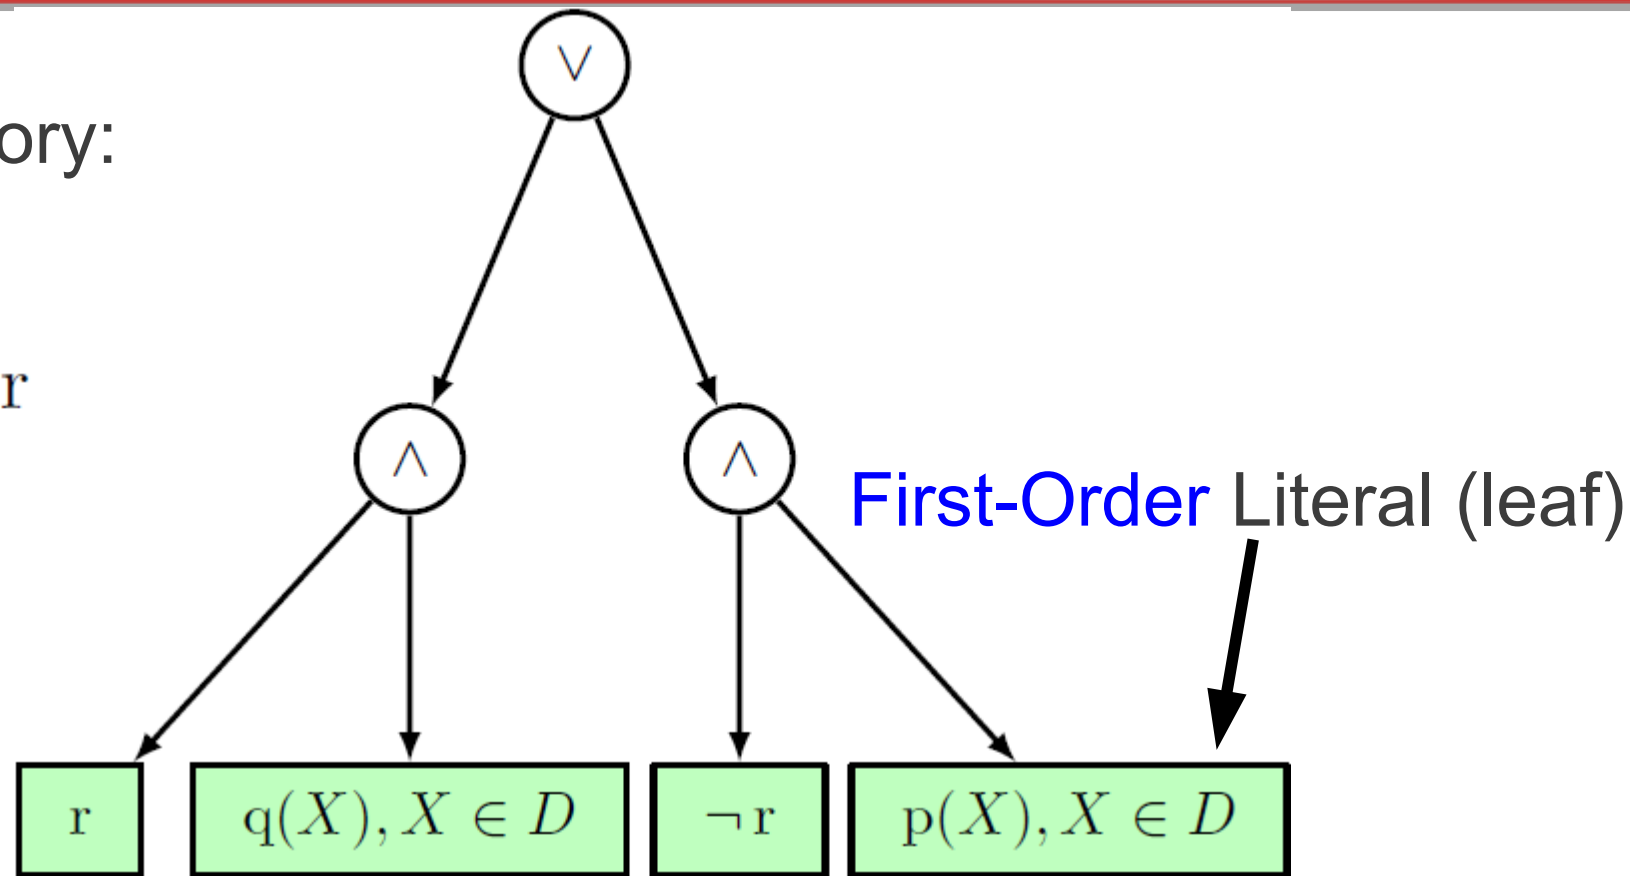 ∨
ory:
r
∧ ∧
First-Order Literal (leaf)
r q(X), X ∈ D ¬ r p(X), X ∈ D